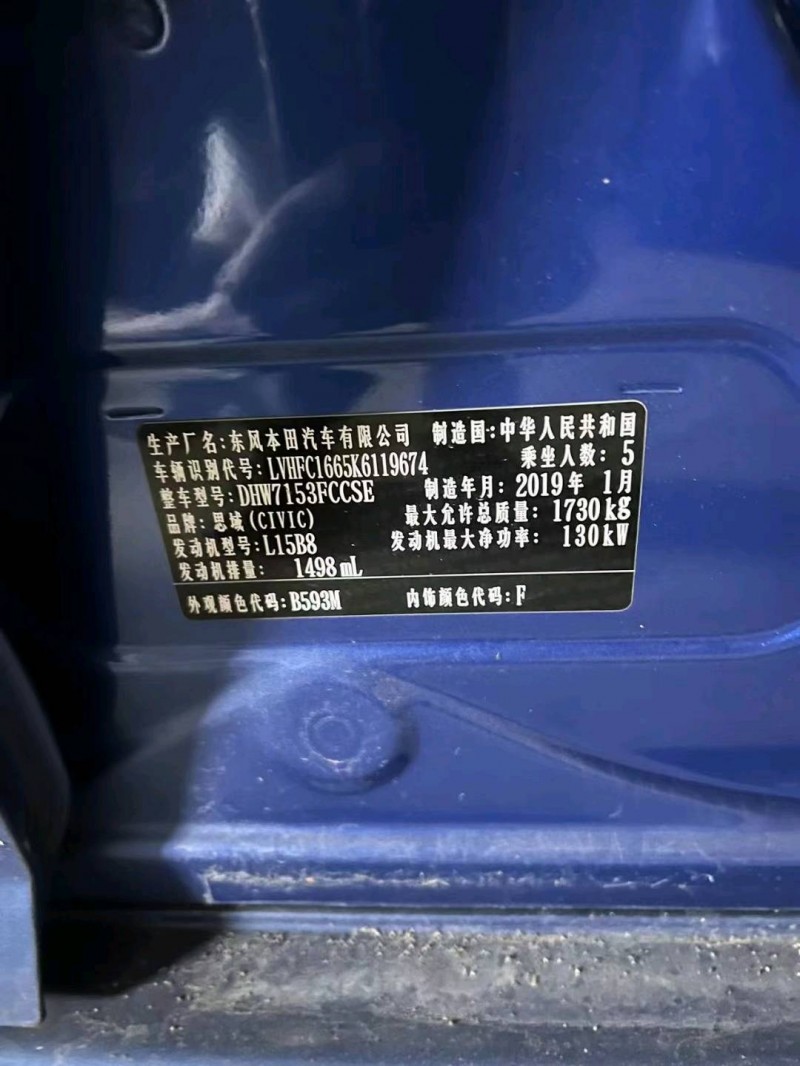 生产厂名:东风本田汽车有限公司 制造国:中华人民共和国
车辆识别代号:LVHFC1665K6119674 乘坐人数:5
整车型号:DHW7153FCCSE 制造年月:2019年 1月
品牌:思域(CIVIC) 最大允许总质量:1730kg
发动机型号:L15B8 发动机最大净功率:130kW
发动机排量: 1498mL
外观颜色代码:B593M 内饰颜色代码:F